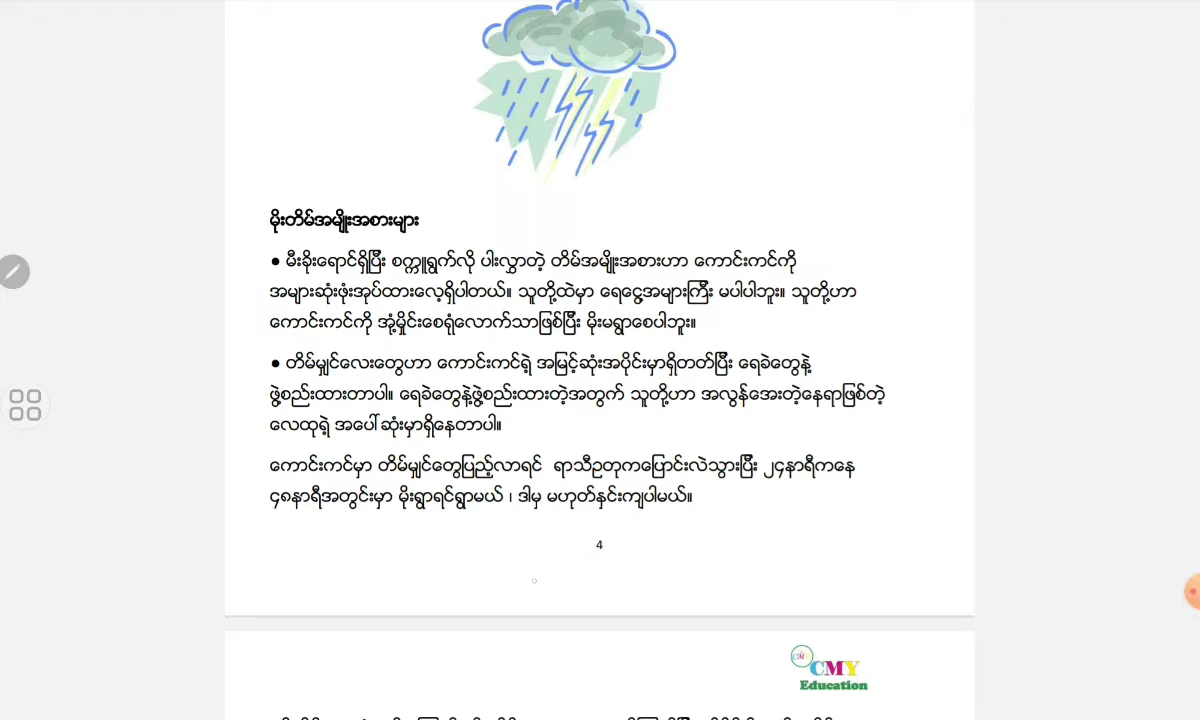 မိုးတိမ်အမျိုးအစားများ
● မီးခိုးရောင်ရှိပြီး စက္ကူရွက်လို ပါးလွှာတဲ့ တိမ်အမျိုးအစားဟာ ကောင်းကင်ကို
အများဆုံးဖုံးအုပ်ထားလေ့ရှိပါတယ်။ သူတို့ထဲမှာ ရေငွေ့အများကြီး မပါပါဘူး။ သူတို့ဟာ
ကောင်းကင်ကို အုံ့မှိုင်းစေရုံလောက်သာဖြစ်ပြီး မိုးမရွာစေပါဘူး။
● တိမ်မျှင်လေးတွေဟာ ကောင်းကင်ရဲ့ အမြင့်ဆုံးအပိုင်းမှာရှိတတ်ပြီး ရေခဲတွေနဲ့
ဖွဲ့စည်းထားတာပါ။ ရေခဲတွေနဲ့ဖွဲ့စည်းထားတဲ့အတွက် သူတို့ဟာ အလွန်အေးတဲ့နေရာဖြစ်တဲ့
လေထုရဲ့ အပေါ်ဆုံးမှာရှိနေတာပါ။
ကောင်းကင်မှာ တိမ်မျှင်တွေပြည့်လာရင် ရာသီဥတုကပြောင်းလဲသွားပြီး ၂၄နာရီကနေ
၄၈နာရီအတွင်းမှာ မိုးရွာရင်ရွာမယ် ၊ ဒါမှ မဟုတ်နှင်းကျပါမယ်။
4
CMY
CMY
Education